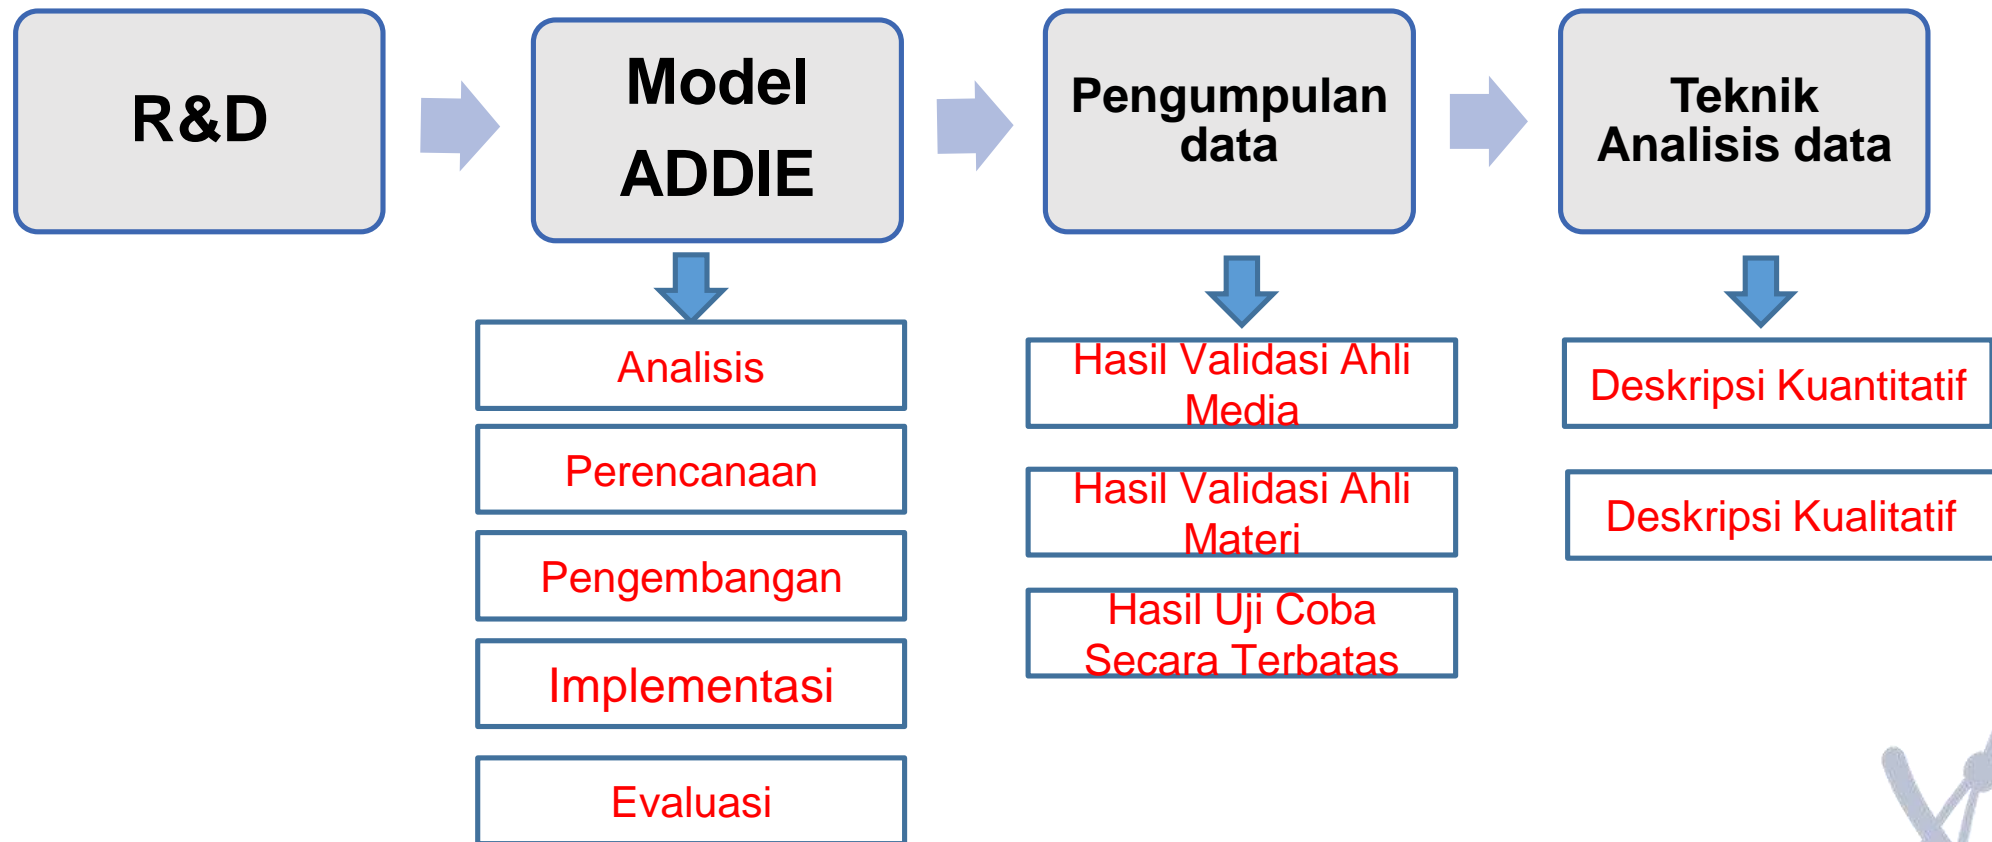 R&D
Model
ADDIE
Analisis
Perencanaan
Pengembangan
Implementasi
Evaluasi
Pengumpulan
data
Hasil Validasi Ahli
Media
Hasil Validasi Ahli
Materi
Hasil Uji Coba
Secara Terbatas
Teknik
Analisis data
Deskripsi Kuantitatif
Deskripsi Kualitatif